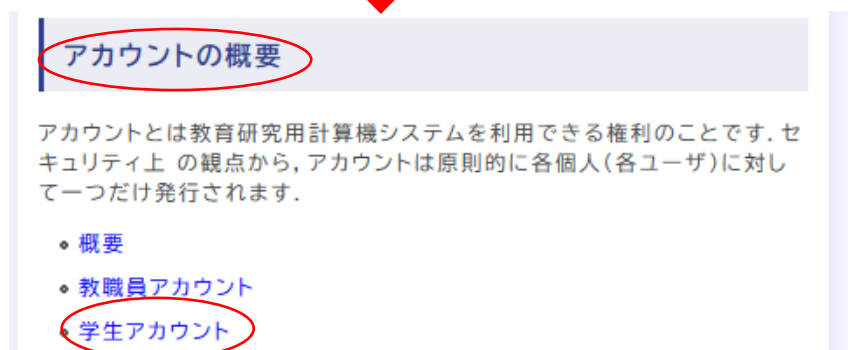 アカウントの概要
アカウントとは教育研究用計算機システムを利用できる権利のことです. セ
キュリティ上 の観点から, アカウントは原則的に各個人(各ユーザ)に対し
て一つだけ発行されます.
概要
教職員アカウント
学生アカウント